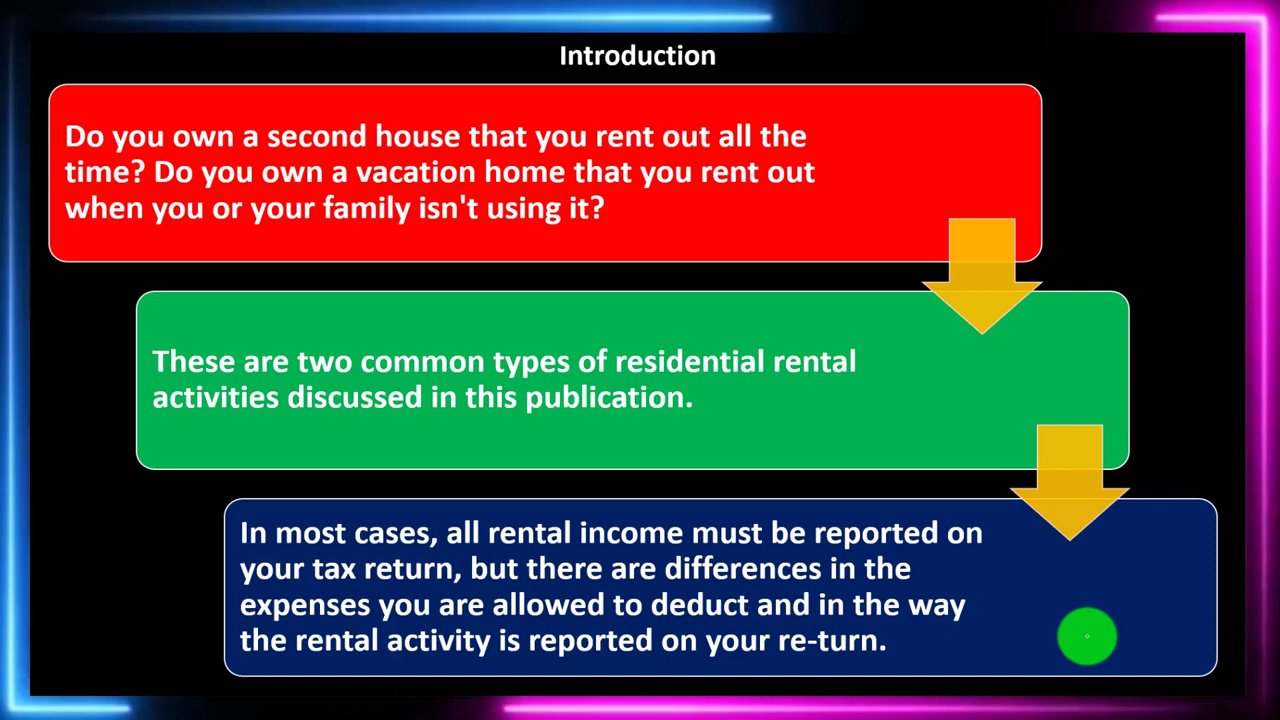 Introduction
Do you own a second house that you rent out all the
time? Do you own a vacation home that you rent out
when you or your family isn't using it?
These are two common types of residential rental
activities discussed in this publication.
In most cases, all rental income must be reported on
your tax return, but there are differences in the
expenses you are allowed to deduct and in the way
the rental activity is reported on your re-turn.